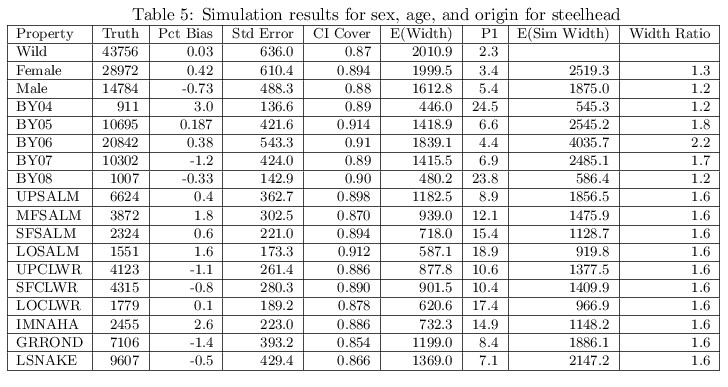 Table 5: Simulation results for sex, age, and origin for steelhead
Property Truth Pct Bias Std Error CI Cover E(Width) P1 E(Sim Width) Width Ratio
Wild 43756 0.03 636.0 0.87 2010.9 2.3
Female 28972 0.42 610.4 0.894 1999.5 3.4 2519.3 1.3
Male 14784 -0.73 488.3 0.88 1612.8 5.4 1875.0 1.2
BY04 911 3.0 136.6 0.89 446.0 24.5 545.3 1.2
BY05 10695 0.187 421.6 0.914 1418.9 6.6 2545.2 1.8
BY06 20842 0.38 543.3 0.91 1839.1 4.4 4035.7 2.2
BY07 10302 -1.2 424.0 0.89 1415.5 6.9 2485.1 1.7
BY08 1007 -0.33 142.9 0.90 480.2 23.8 586.4 1.2
UPSALM 6624 0.4 362.7 0.898 1182.5 8.9 1856.5 1.6
MFSALM 3872 1.8 302.5 0.870 939.0 12.1 1475.9 1.6
SFSALM 2324 0.6 221.0 0.894 718.0 15.4 1128.7 1.6
LOSALM 1551 1.6 173.3 0.912 587.1 18.9 919.8 1.6
UPCLWR 4123 -1.1 261.4 0.886 877.8 10.6 1377.5 1.6
SFCLWR 4315 -0.8 280.3 0.890 901.5 10.4 1409.9 1.6
LOCLWR 1779 0.1 189.2 0.878 620.6 17.4 966.9 1.6
IMNAHA 2455 2.6 223.0 0.886 732.3 14.9 1148.2 1.6
GRROND 7106 -1.4 393.2 0.854 1199.0 8.4 1886.1 1.6
LSNAKE 9607 -0.5 429.4 0.866 1369.0 7.1 2147.2 1.6